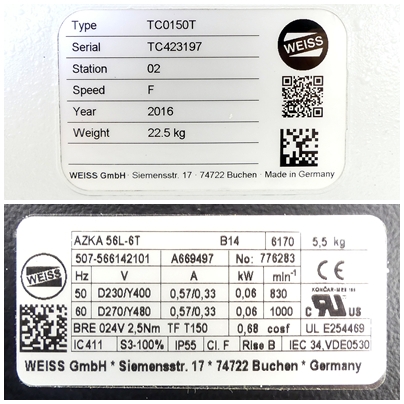 Type TC0150T
WEISS
Serial TC423197
Station 02
Speed F
Year 2016
Weight 22.5 kg
WEISS GmbH · Siemensstr. 17 · 74722 Buchen · Made in Germany
AZKA 56L-6T B14 6170 5,5 kg
507-566142101 A669497 No: 776283
WEISS
Hz V A kW min⁻¹
CE
50 D230/Y400 0,57/0,33 0,06 830
60 D270/Y480 0,57/0,33 0,06 1000
c RU us
BRE 024V 2,5Nm TF T150 0,68 cosf UL E254469
IC411 S3-100% IP55 Cl. F Rise B IEC 34,VDE0530
WEISS GmbH * Siemensstr. 17 * 74722 Buchen * Germany